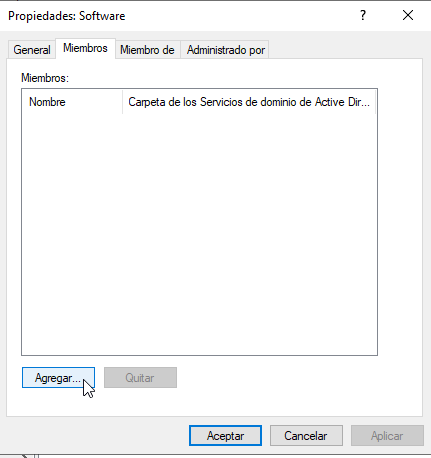 Propiedades: Software
General Miembros Miembro de Administrado por
Miembros:
Nombre Carpeta de los Servicios de dominio de Active Dir...
Agregar... Quitar
Aceptar Cancelar Aplicar